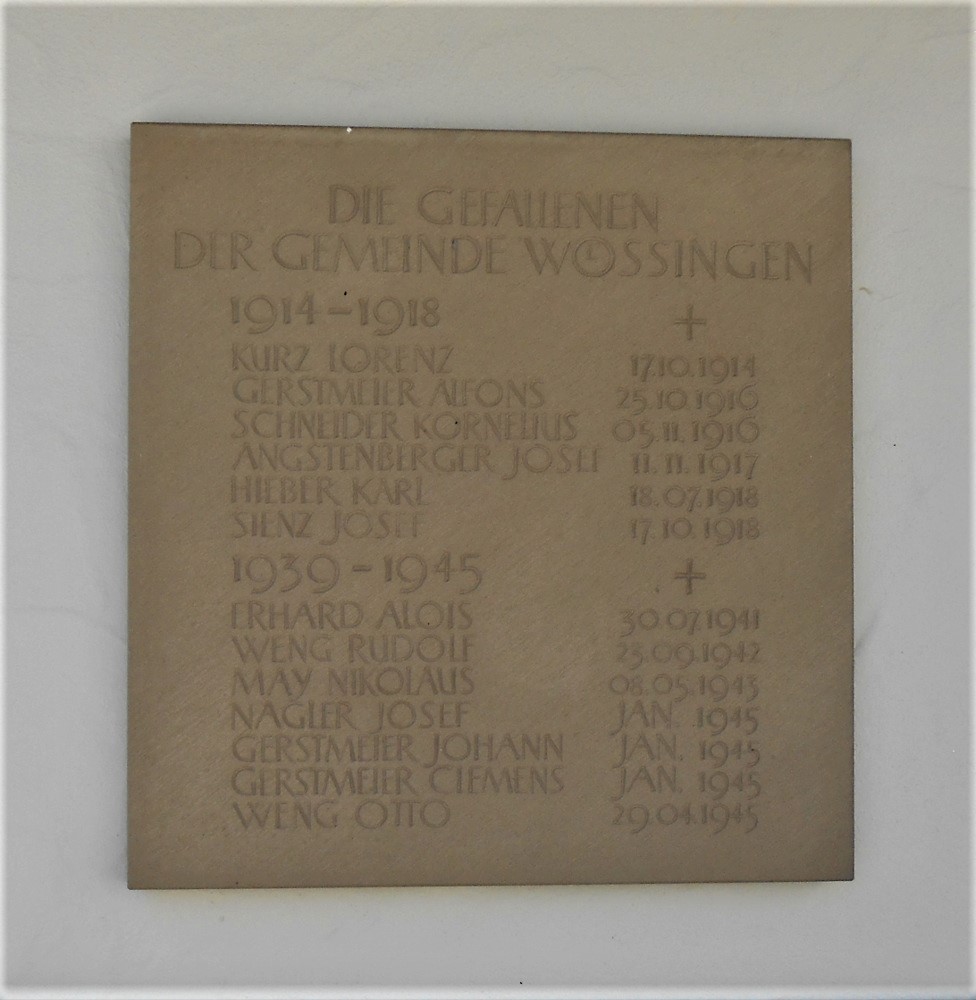 DIE GEFALLENEN
DER GEMEINDE WÖSSINGEN
1914-1918 +
KURZ LORENZ 17.10.1914
GERSTMEIER ALFONS 25.10.1916
SCHNEIDER KORNELIUS 05.11.1916
ANGSTENBERGER JOSEF 11.11.1917
HIEBER KARL 18.07.1918
SIENZ JOSEF 17.10.1918
1939-1945 +
ERHARD ALOIS 30.07.1941
WENG RUDOLF 23.09.1942
MAY NIKOLAUS 08.05.1943
NAGLER JOSEF JAN. 1945
GERSTMEIER JOHANN JAN. 1945
GERSTMEIER CLEMENS JAN. 1945
WENG OTTO 29.04.1945